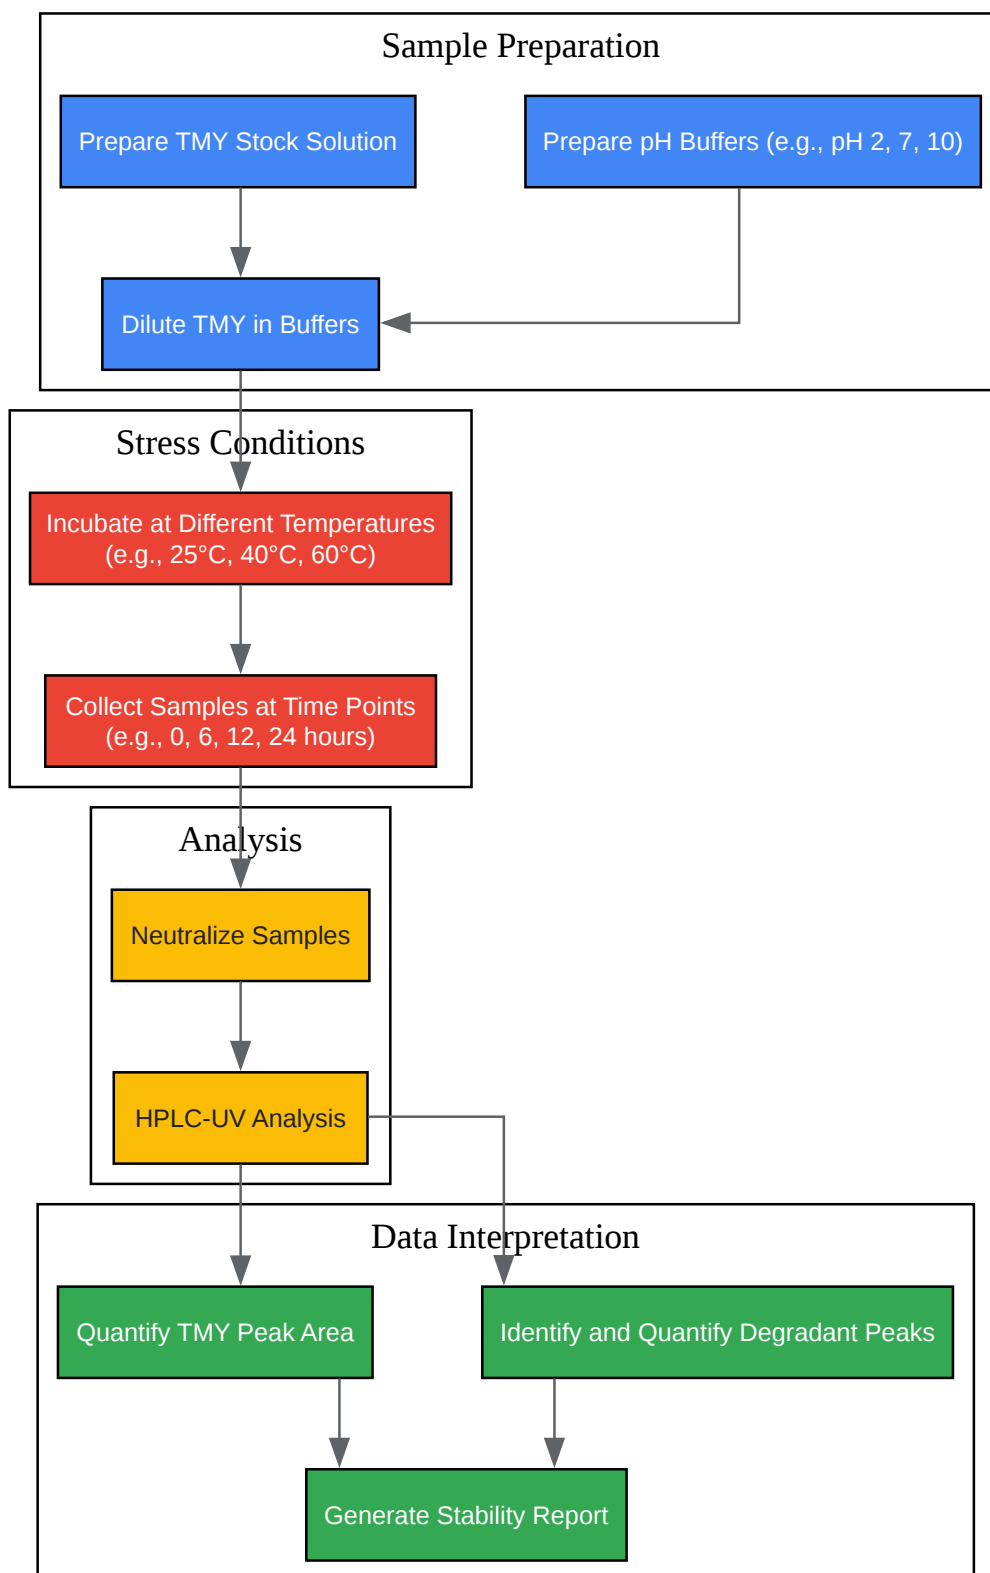 Sample Preparation
Prepare TMY Stock Solution
Prepare pH Buffers (e.g., pH 2, 7, 10)
Dilute TMY in Buffers
Stress Conditions
Incubate at Different Temperatures
(e.g., 25°C, 40°C, 60°C)
Collect Samples at Time Points
(e.g., 0, 6, 12, 24 hours)
Analysis
Neutralize Samples
HPLC-UV Analysis
Data Interpretation
Quantify TMY Peak Area
Identify and Quantify Degradant Peaks
Generate Stability Report